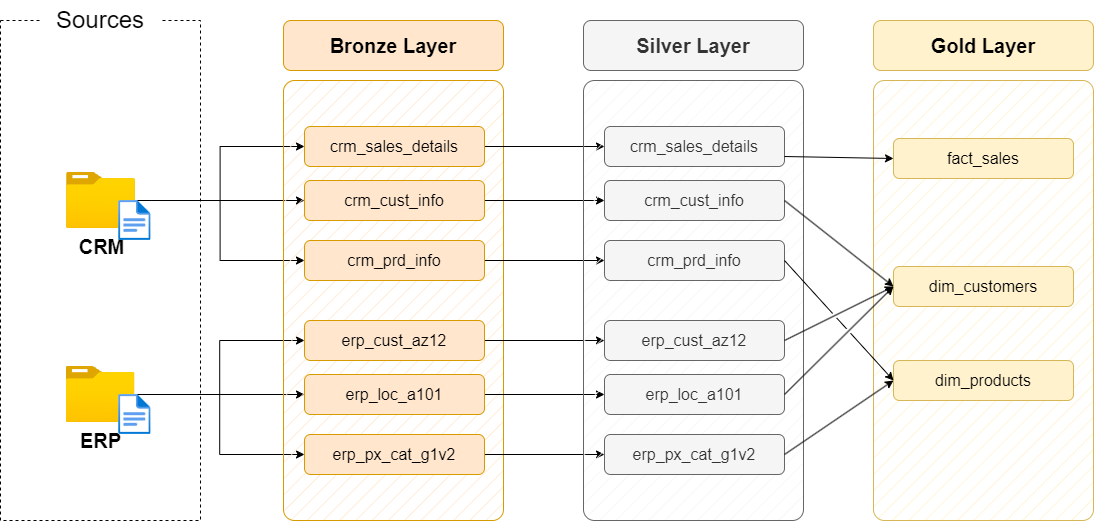 Sources
CRM
ERP
Bronze Layer
crm_sales_details
crm_cust_info
crm_prd_info
erp_cust_az12
erp_loc_a101
erp_px_cat_g1v2
Silver Layer
crm_sales_details
crm_cust_info
crm_prd_info
erp_cust_az12
erp_loc_a101
erp_px_cat_g1v2
Gold Layer
fact_sales
dim_customers
dim_products